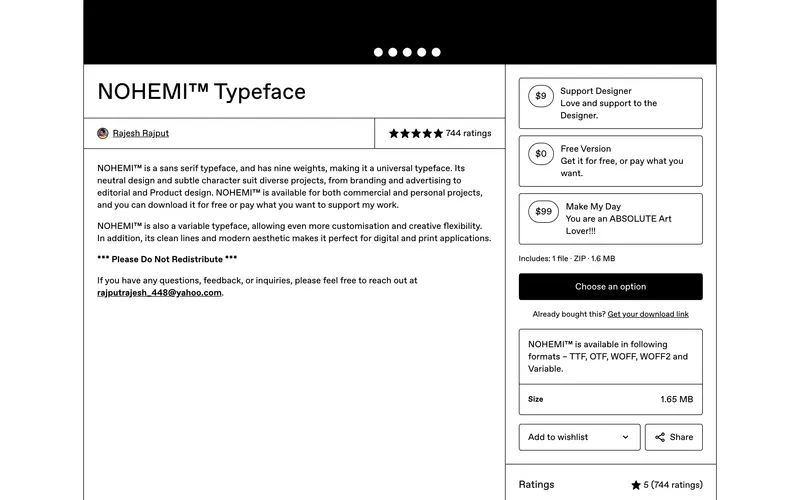 NOHEMI™ Typeface
Rajesh Rajput
744 ratings
NOHEMI™ is a sans serif typeface, and has nine weights, making it a universal typeface. Its
neutral design and subtle character suit diverse projects, from branding and advertising to
editorial and Product design. NOHEMI™ is available for both commercial and personal projects,
and you can download it for free or pay what you want to support my work.
NOHEMI™ is also a variable typeface, allowing even more customisation and creative flexibility.
In addition, its clean lines and modern aesthetic makes it perfect for digital and print applications.
*** Please Do Not Redistribute ***
If you have any questions, feedback, or inquiries, please feel free to reach out at
rajputrajesh_448@yahoo.com.
$9
Support Designer
Love and support to the
Designer.
$0
Free Version
Get it for free, or pay what you
want.
$99
Make My Day
You are an ABSOLUTE Art
Lover!!!
Includes: 1 file · ZIP · 1.6 MB
Choose an option
Already bought this? Get your download link
NOHEMI™ is available in following
formats – TTF, OTF, WOFF, WOFF2 and
Variable.
Size 1.65 MB
Add to wishlist
Share
Ratings 5 (744 ratings)